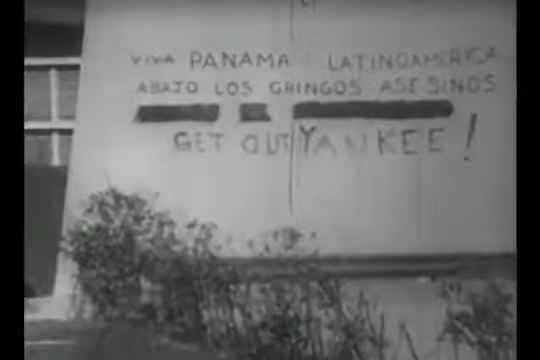 VIVA PANAMA LATINOAMERICA
ABAJO LOS GRINGOS ASESINOS
GET OUT YANKEE!